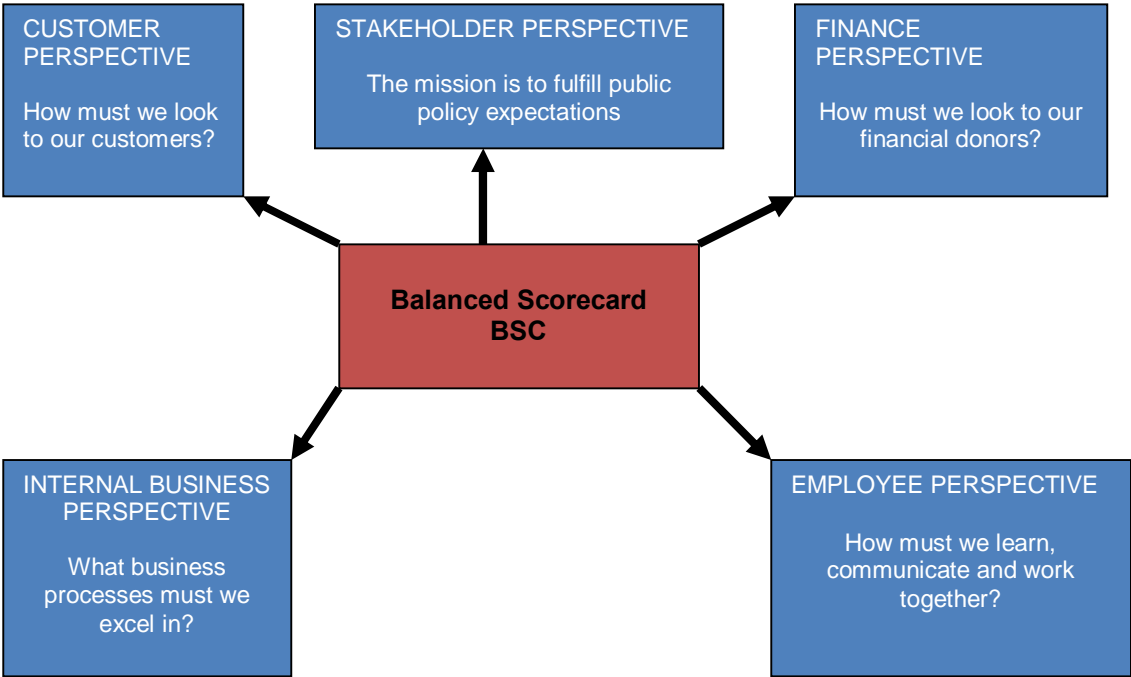 CUSTOMER
PERSPECTIVE
How must we look
to our customers?
STAKEHOLDER PERSPECTIVE
The mission is to fulfill public
policy expectations
FINANCE
PERSPECTIVE
How must we look to our
financial donors?
Balanced Scorecard
BSC
INTERNAL BUSINESS
PERSPECTIVE
What business
processes must we
excel in?
EMPLOYEE PERSPECTIVE
How must we learn,
communicate and work
together?